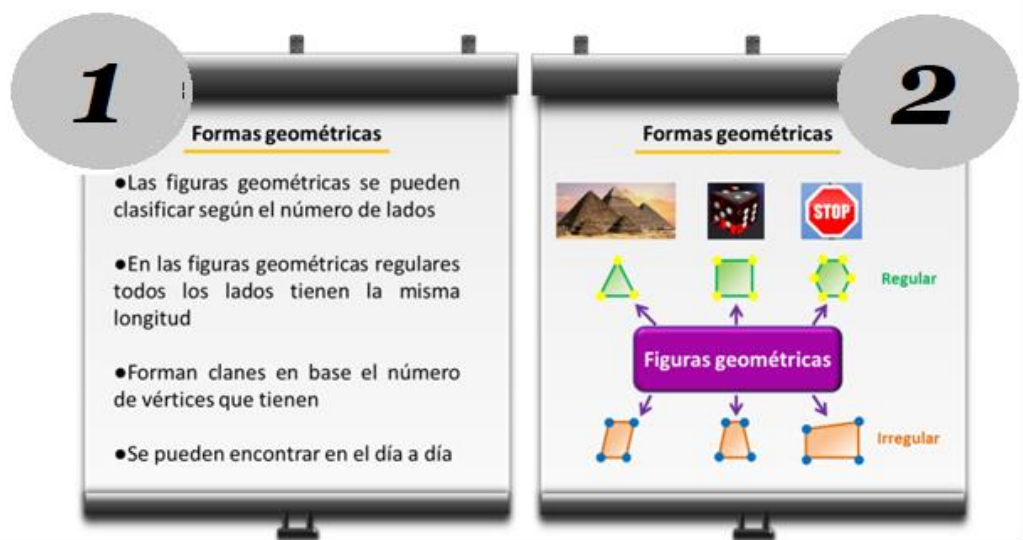 1
Formas geométricas
●Las figuras geométricas se pueden
clasificar según el número de lados
●En las figuras geométricas regulares
todos los lados tienen la misma
longitud
●Forman clanes en base el número
de vértices que tienen
●Se pueden encontrar en el día a día
2
Formas geométricas
STOP
Regular
Figuras geométricas
Irregular